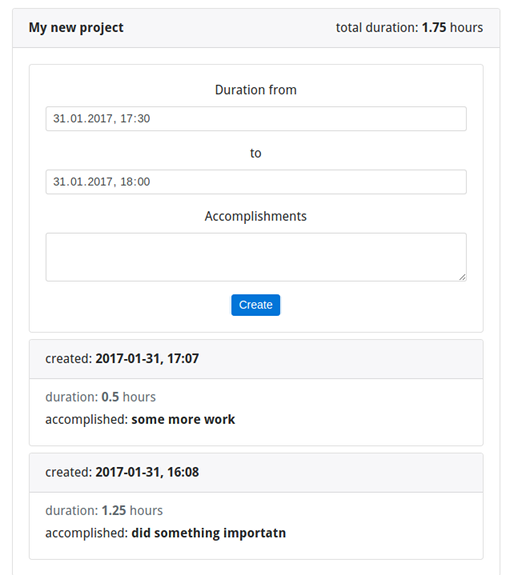 My new project total duration: 1.75 hours
Duration from
31.01.2017, 17:30
to
31.01.2017, 18:00
Accomplishments
Create
created: 2017-01-31, 17:07
duration: 0.5 hours
accomplished: some more work
created: 2017-01-31, 16:08
duration: 1.25 hours
accomplished: did something importatn